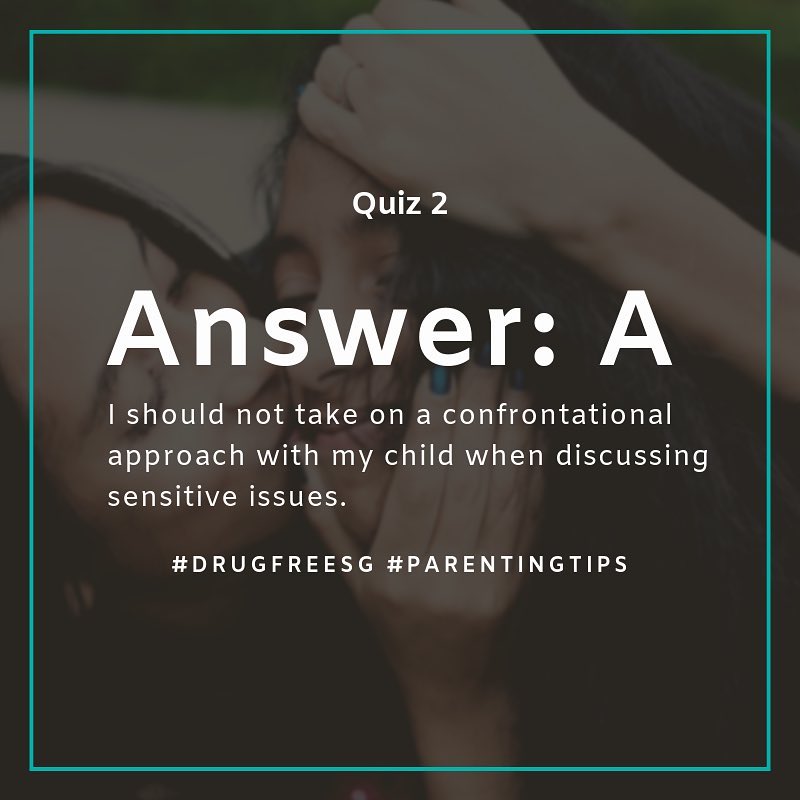 Quiz 2
Answer: A
I should not take on a confrontational
approach with my child when discussing
sensitive issues.
#DRUGFREESG #PARENTINGTIPS